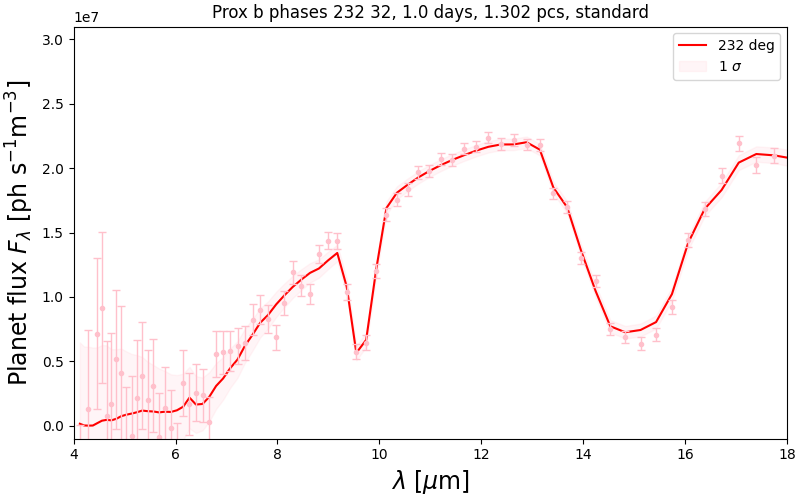 Prox b phases 232 32, 1.0 days, 1.302 pcs, standard
1e7
232 deg
1 σ
3.0
2.5
2.0
1.5
1.0
0.5
0.0
Planet flux F_λ [ph s⁻¹m⁻³]
4 6 8 10 12 14 16 18
λ [μm]